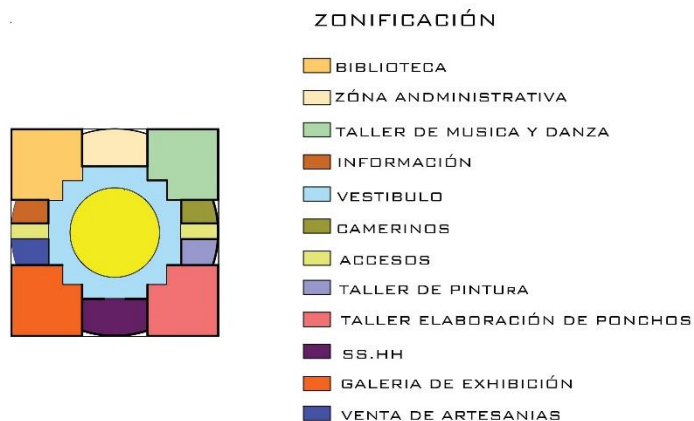 ZONIFICACIÓN
BIBLIOTECA
ZÓNA ANDMINISTRATIVA
TALLER DE MUSICA Y DANZA
INFORMACIÓN
VESTIBULO
CAMERINOS
ACCESOS
TALLER DE PINTURA
TALLER ELABORACIÓN DE PONCHOS
SS.HH
GALERIA DE EXHIBICIÓN
VENTA DE ARTESANIAS